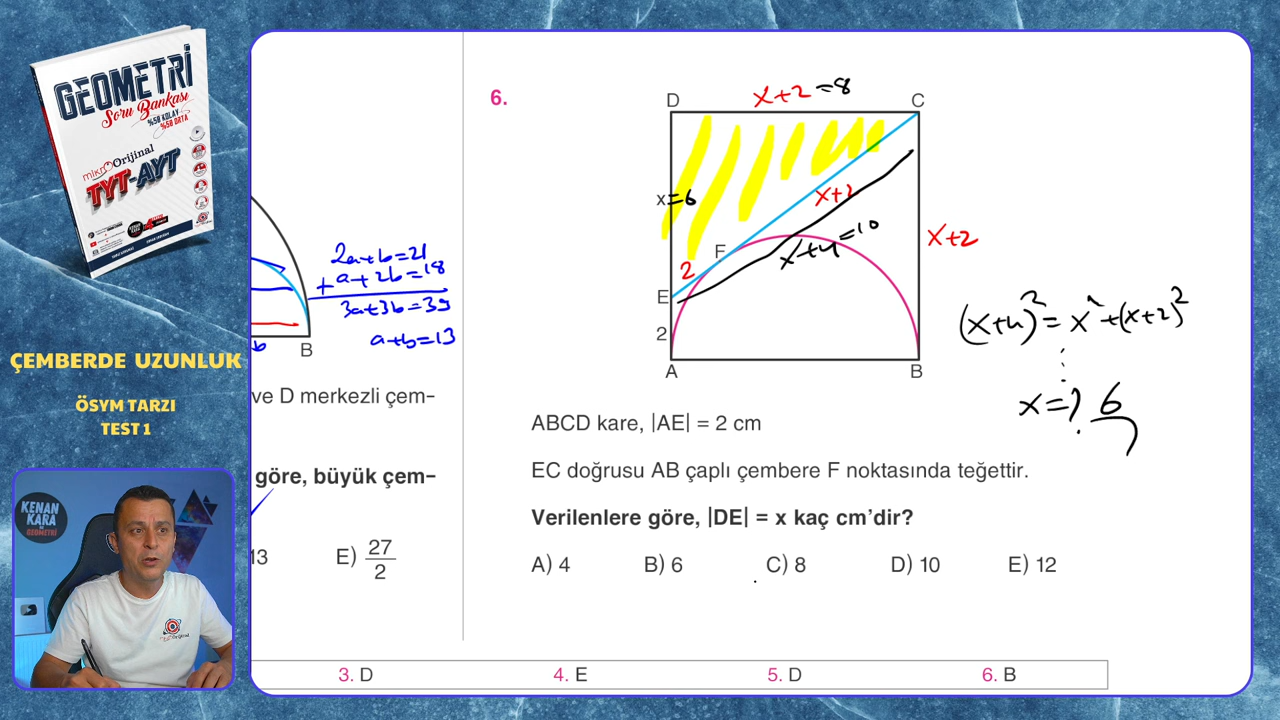 GEOMETRİ
Soru Bankası
%50 KOLAY
%50 ORTA
mikro Orijinal
TYT-AYT
ÇEMBERDE UZUNLUK
ÖSYM TARZI
TEST 1
KENAN
KARA
GEOMETRİ
2a+b=21
+ a+2b=18
3a+3b=39
a+b=13
b
B
ve D merkezli çem-
göre, büyük çem-
13
E) 27/2
6.
x+2 =8
D
C
x=6
x+2
x+2
F
x+4=10
2
E
2
A
B
(x+4)²= x²+(x+2)²
x=? 6
ABCD kare, |AE| = 2 cm
EC doğrusu AB çaplı çembere F noktasında teğettir.
Verilenlere göre, |DE| = x kaç cm'dir?
A) 4 B) 6 C) 8 D) 10 E) 12
3. D 4. E 5. D 6. B